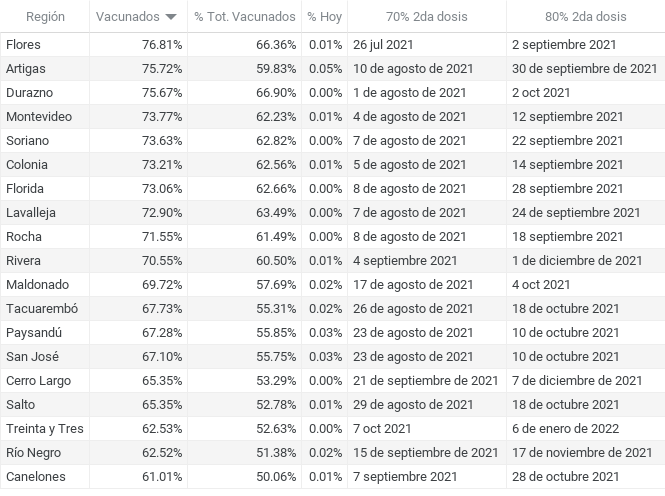 Región Vacunados % Tot. Vacunados % Hoy 70% 2da dosis 80% 2da dosis
Flores 76.81% 66.36% 0.01% 26 jul 2021 2 septiembre 2021
Artigas 75.72% 59.83% 0.05% 10 de agosto de 2021 30 de septiembre de 2021
Durazno 75.67% 66.90% 0.00% 1 de agosto de 2021 2 oct 2021
Montevideo 73.77% 62.23% 0.01% 4 de agosto de 2021 12 septiembre 2021
Soriano 73.63% 62.82% 0.00% 7 de agosto de 2021 22 septiembre 2021
Colonia 73.21% 62.56% 0.01% 5 de agosto de 2021 14 septiembre 2021
Florida 73.06% 62.66% 0.00% 8 de agosto de 2021 28 septiembre 2021
Lavalleja 72.90% 63.49% 0.00% 7 de agosto de 2021 24 de septiembre 2021
Rocha 71.55% 61.49% 0.00% 8 de agosto de 2021 18 septiembre 2021
Rivera 70.55% 60.50% 0.01% 4 septiembre 2021 1 de diciembre de 2021
Maldonado 69.72% 57.69% 0.02% 17 de agosto de 2021 4 oct 2021
Tacuarembó 67.73% 55.31% 0.02% 26 de agosto de 2021 18 de octubre 2021
Paysandú 67.28% 55.85% 0.03% 23 de agosto de 2021 10 de octubre 2021
San José 67.10% 55.75% 0.03% 23 de agosto de 2021 10 de octubre 2021
Cerro Largo 65.35% 53.29% 0.00% 21 de septiembre de 2021 7 de diciembre de 2021
Salto 65.35% 52.78% 0.01% 29 de agosto de 2021 18 de octubre 2021
Treinta y Tres 62.53% 52.63% 0.00% 7 oct 2021 6 de enero de 2022
Río Negro 62.52% 51.38% 0.02% 15 de septiembre de 2021 17 de noviembre de 2021
Canelones 61.01% 50.06% 0.01% 7 septiembre 2021 28 de octubre 2021